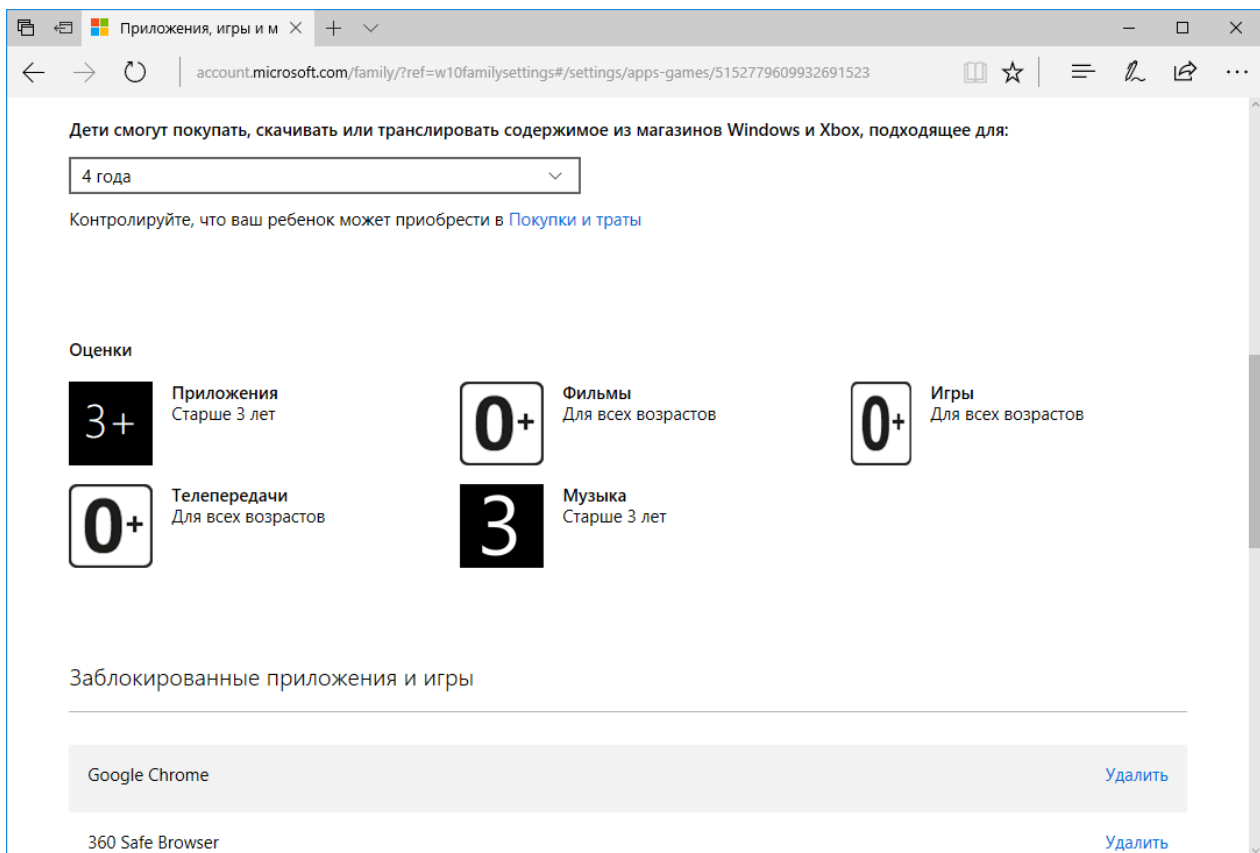 Приложения, игры и м
account.microsoft.com/family/?ref=w10familysettings#/settings/apps-games/5152779609932691523
Дети смогут покупать, скачивать или транслировать содержимое из магазинов Windows и Xbox, подходящее для:
4 года
Контролируйте, что ваш ребенок может приобрести в Покупки и траты
Оценки
3+
Приложения
Старше 3 лет
0+
Фильмы
Для всех возрастов
0+
Игры
Для всех возрастов
0+
Телепередачи
Для всех возрастов
3
Музыка
Старше 3 лет
Заблокированные приложения и игры
Google Chrome Удалить
360 Safe Browser Удалить